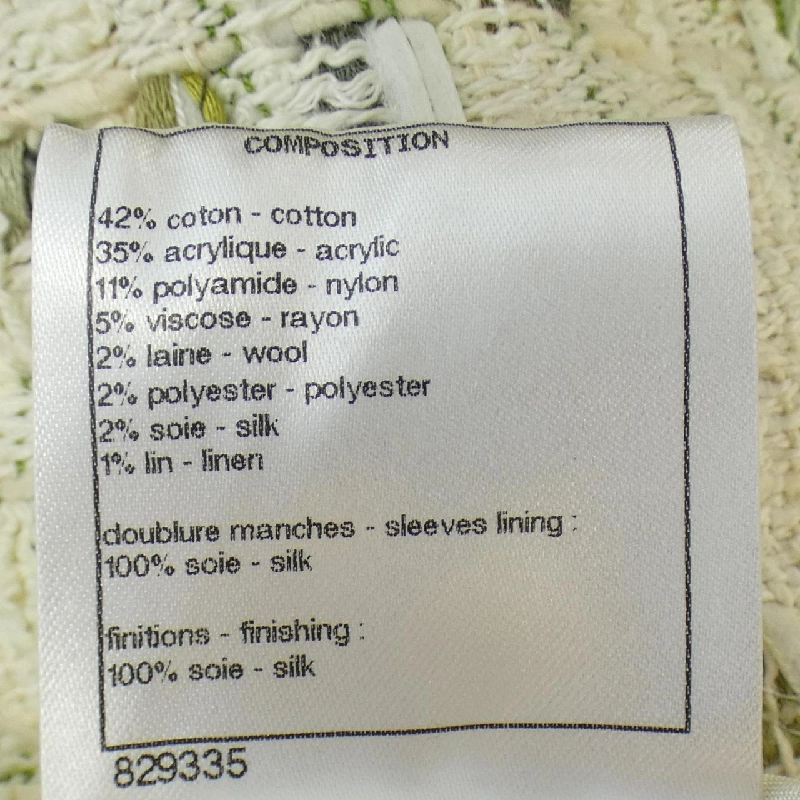 COMPOSITION
42% coton - cotton
35% acrylique - acrylic
11% polyamide - nylon
5% viscose - rayon
2% laine - wool
2% polyester - polyester
2% soie - silk
1% lin - linen
doublure manches - sleeves lining :
100% soie - silk
finitions - finishing :
100% soie - silk
829335